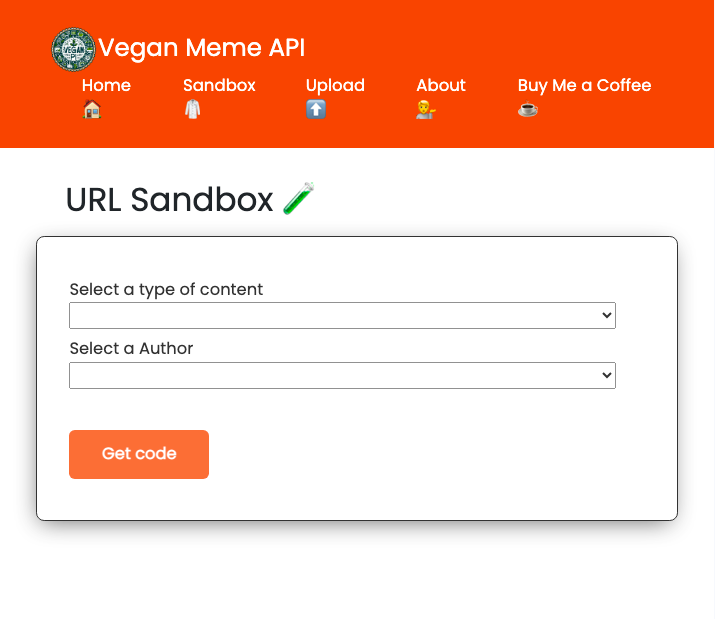 VEGAN
Vegan Meme API
Home Sandbox Upload About Buy Me a Coffee
URL Sandbox
Select a type of content
Select a Author
Get code